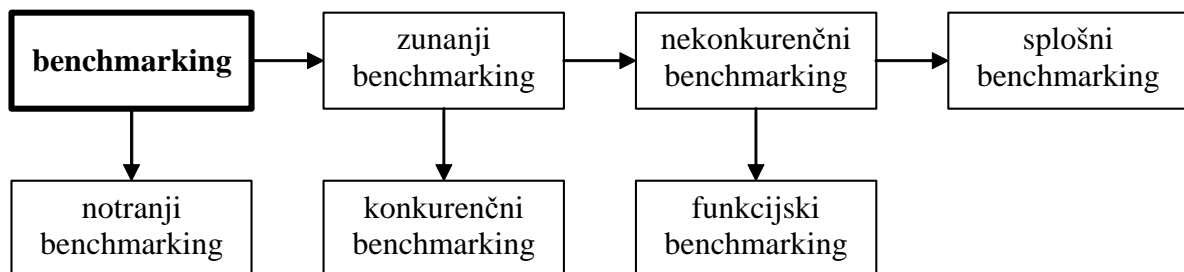 benchmarking
zunanji
benchmarking
nekonkurenčni
benchmarking
splošni
benchmarking
notranji
benchmarking
konkurenčni
benchmarking
funkcijski
benchmarking